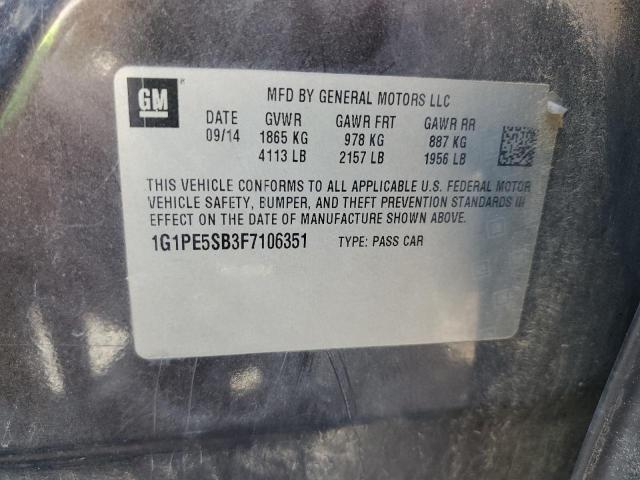 GM
MFD BY GENERAL MOTORS LLC
DATE GVWR GAWR FRT GAWR RR
09/14 1865 KG 978 KG 887 KG
4113 LB 2157 LB 1956 LB
THIS VEHICLE CONFORMS TO ALL APPLICABLE U.S. FEDERAL MOTOR
VEHICLE SAFETY, BUMPER, AND THEFT PREVENTION STANDARDS IN
EFFECT ON THE DATE OF MANUFACTURE SHOWN ABOVE.
1G1PE5SB3F7106351 TYPE: PASS CAR